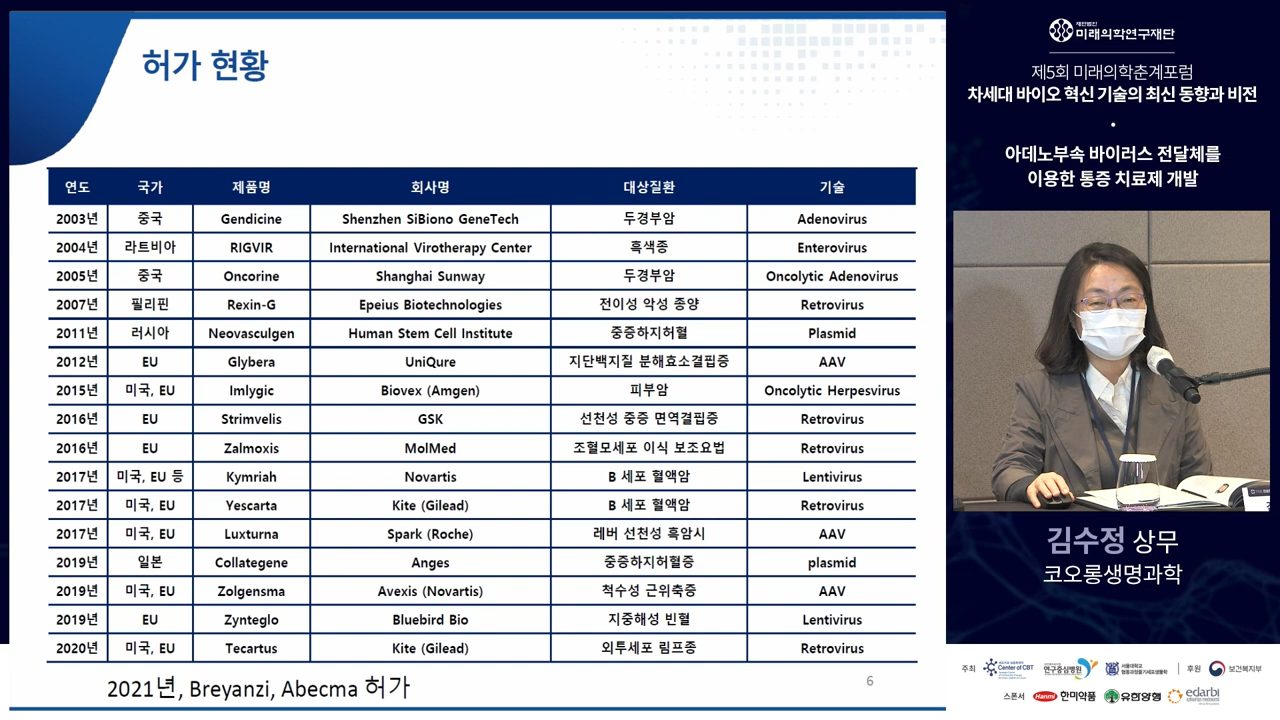 허가 현황
연도 국가 제품명 회사명 대상질환 기술
2003년 중국 Gendicine Shenzhen SiBiono GeneTech 두경부암 Adenovirus
2004년 라트비아 RIGVIR International Virotherapy Center 흑색종 Enterovirus
2005년 중국 Oncorine Shanghai Sunway 두경부암 Oncolytic Adenovirus
2007년 필리핀 Rexin-G Epeius Biotechnologies 전이성 악성 종양 Retrovirus
2011년 러시아 Neovasculgen Human Stem Cell Institute 중증하지허혈 Plasmid
2012년 EU Glybera UniQure 지단백지질 분해효소결핍증 AAV
2015년 미국, EU Imlygic Biovex (Amgen) 피부암 Oncolytic Herpesvirus
2016년 EU Strimvelis GSK 선천성 중증 면역결핍증 Retrovirus
2016년 EU Zalmoxis MolMed 조혈모세포 이식 보조요법 Retrovirus
2017년 미국, EU 등 Kymriah Novartis B 세포 혈액암 Lentivirus
2017년 미국, EU Yescarta Kite (Gilead) B 세포 혈액암 Retrovirus
2017년 미국, EU Luxturna Spark (Roche) 레버 선천성 흑암시 AAV
2019년 일본 Collategene Anges 중증하지허혈증 plasmid
2019년 미국, EU Zolgensma Avexis (Novartis) 척수성 근위축증 AAV
2019년 EU Zynteglo Bluebird Bio 지중해성 빈혈 Lentivirus
2020년 미국, EU Tecartus Kite (Gilead) 외투세포 림프종 Retrovirus
2021년, Breyanzi, Abecma 허가
6
재단법인
미래의학연구재단
제5회 미래의학춘계포럼
차세대 바이오 혁신 기술의 최신 동향과 비전
아데노부속 바이러스 전달체를
이용한 통증 치료제 개발
김수정 상무
코오롱생명과학
주최 Center of CBT 연구중심병원 서울대학교 후원 보건복지부
스폰서 Hanmi 한미약품 유한양행 edarbi